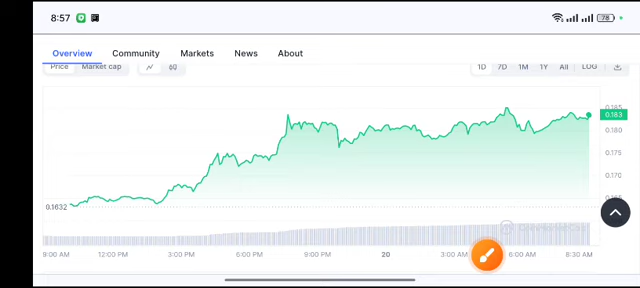 8:57
78
Overview Community Markets News About
Price Market cap 1D 7D 1M 1Y All LOG
0.185
0.183
0.180
0.175
0.170
0.165
0.1632
CoinMarketCap
9:00 AM 12:00 PM 3:00 PM 6:00 PM 9:00 PM 20 3:00 AM 6:00 AM 8:30 AM